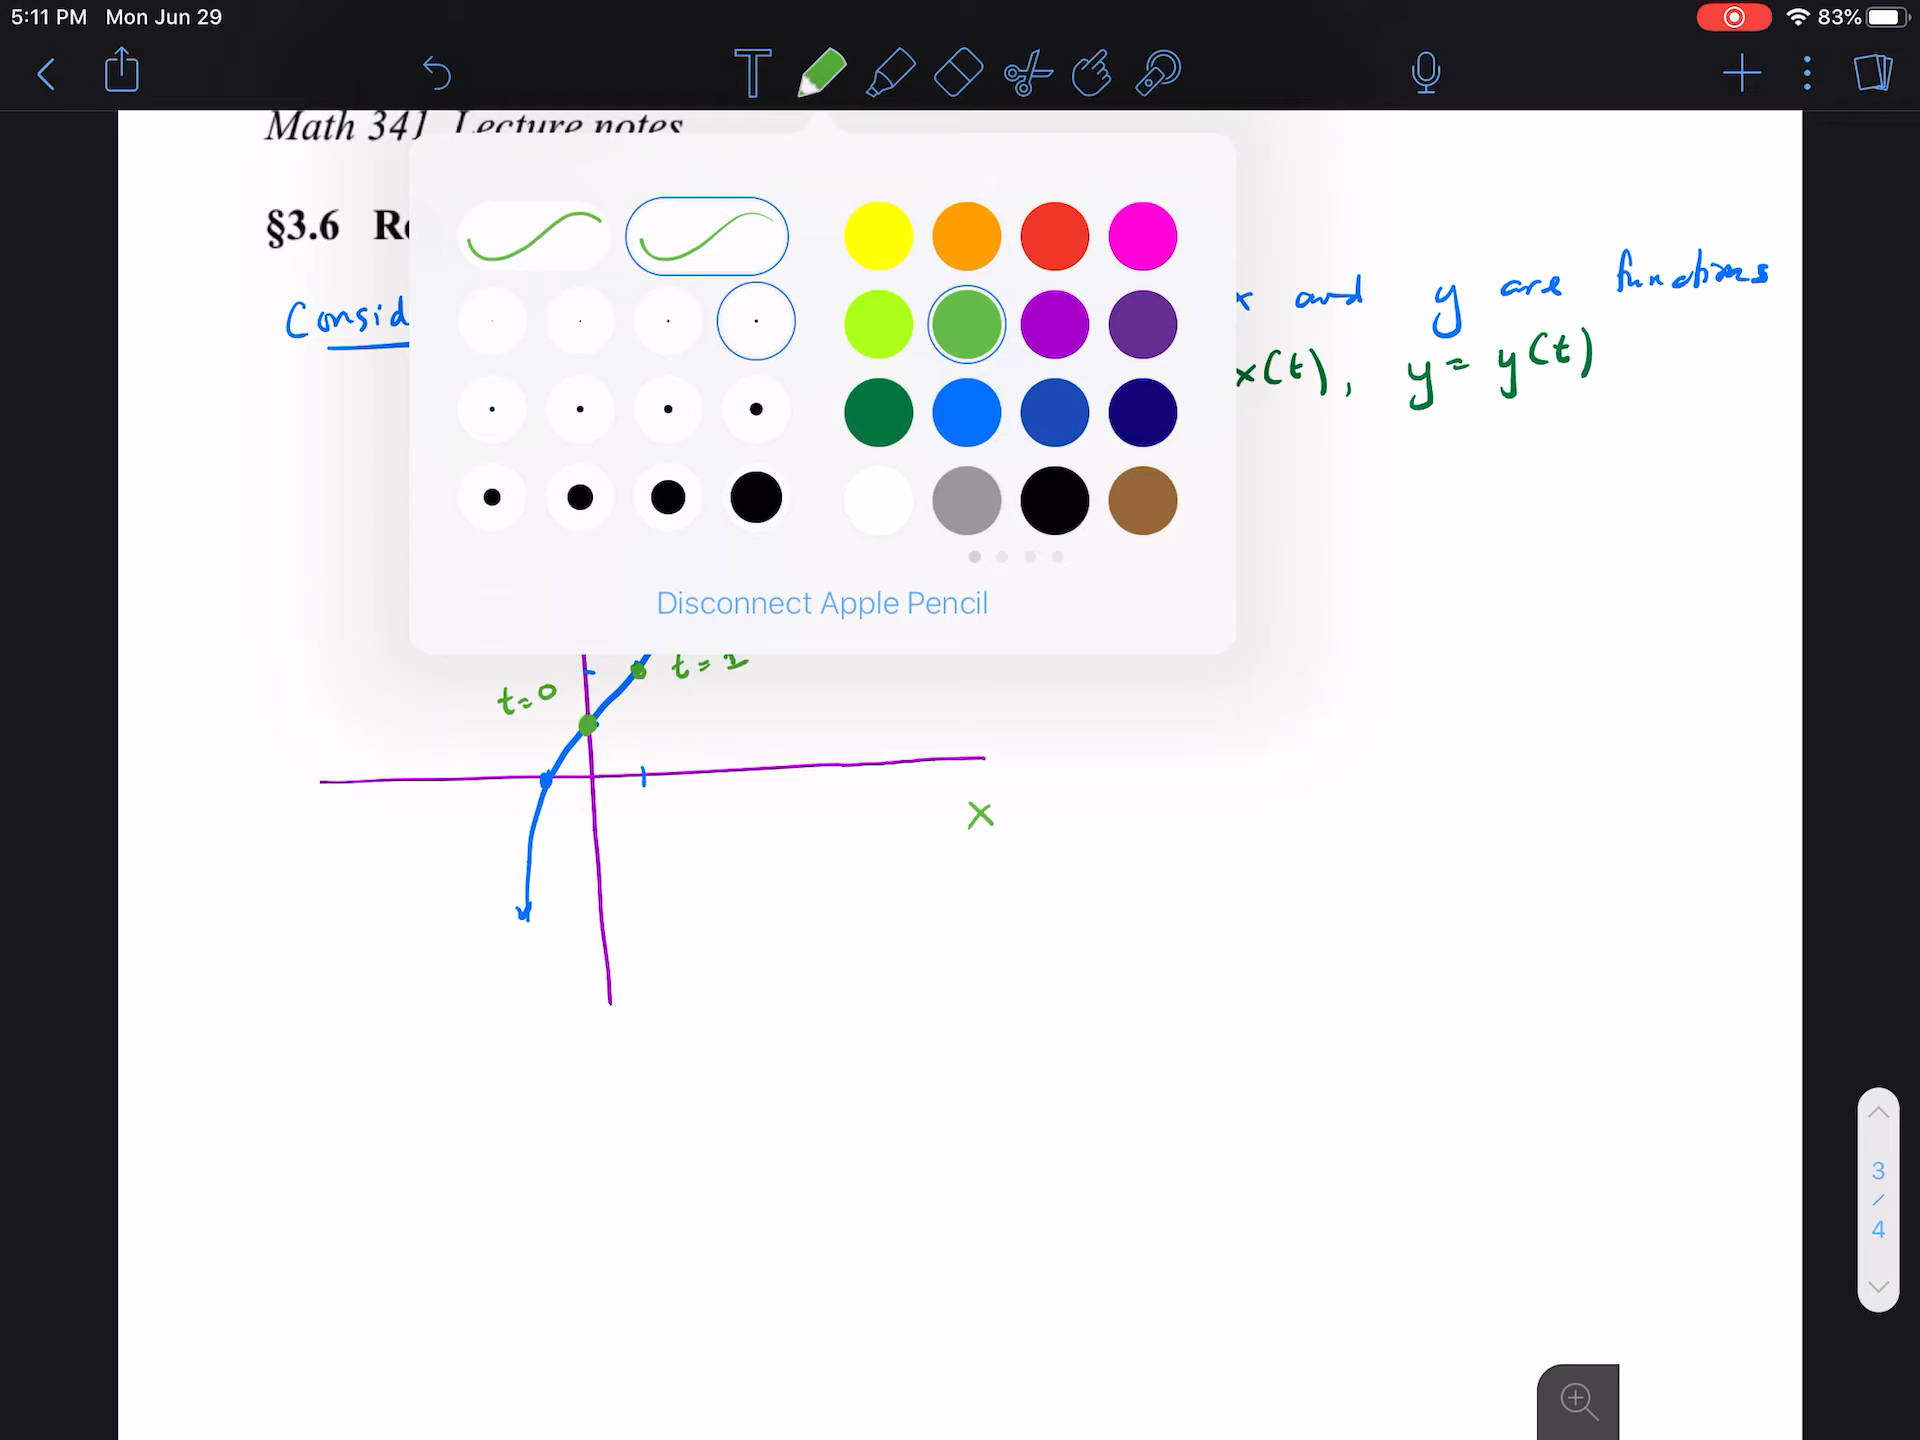 5:11 PM Mon Jun 29
83%
T
Math 341 Lecture notes
§3.6 Re
Consid
x and y are functions
x(t), y = y(t)
Disconnect Apple Pencil
t = 1
t = 0
x
3
/
4